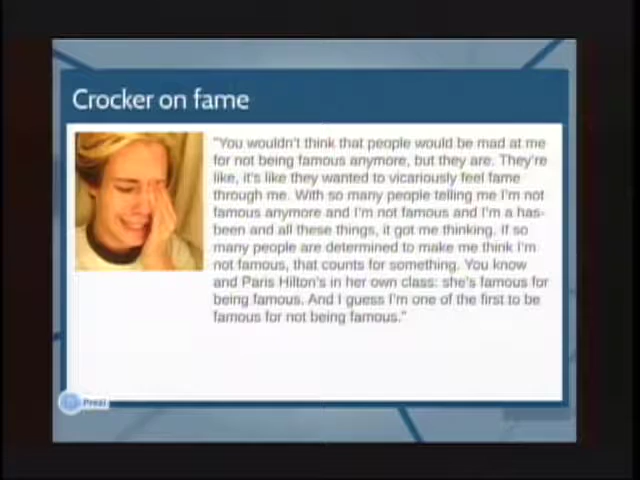 Crocker on fame
"You wouldn't think that people would be mad at me
for not being famous anymore, but they are. They're
like, it's like they wanted to vicariously feel fame
through me. With so many people telling me I'm not
famous anymore and I'm not famous and I'm a has-
been and all these things, it got me thinking. If so
many people are determined to make me think I'm
not famous, that counts for something. You know
and Paris Hilton's in her own class: she's famous for
being famous. And I guess I'm one of the first to be
famous for not being famous."
Prezi